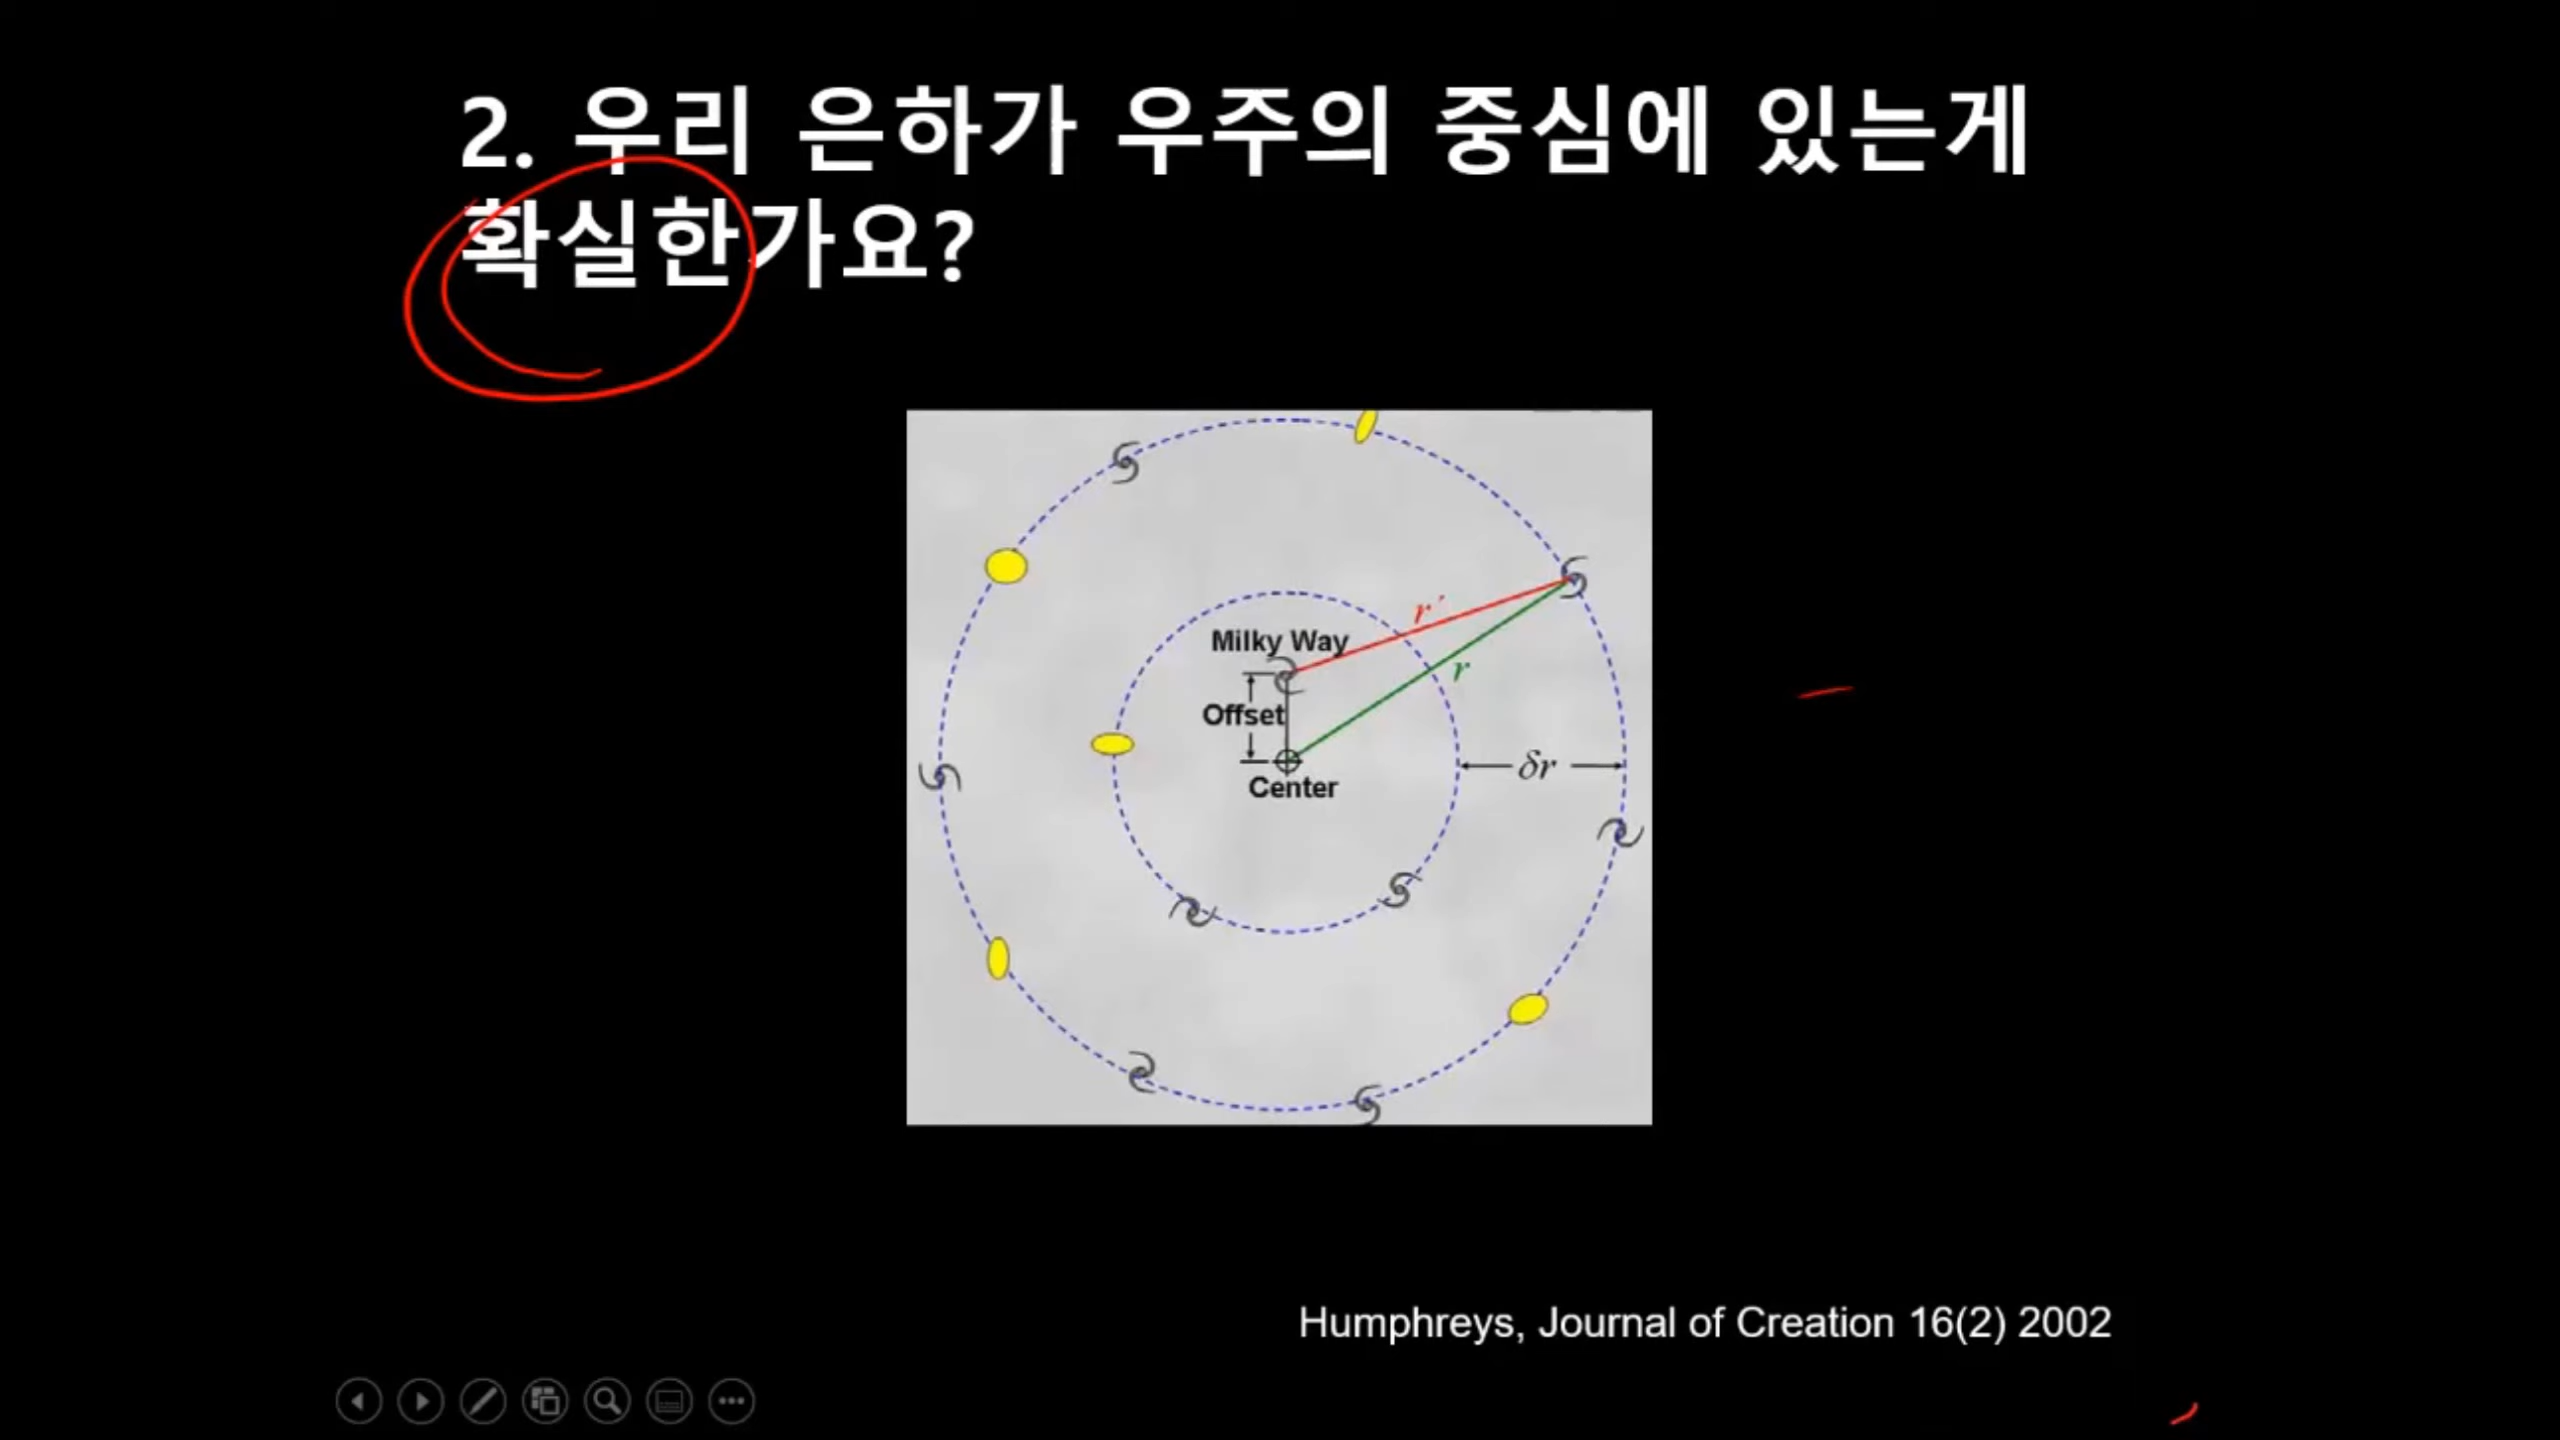 2. 우리 은하가 우주의 중심에 있는게
확실한가요?
r′
Milky Way
r
Offset
δr
Center
Humphreys, Journal of Creation 16(2) 2002